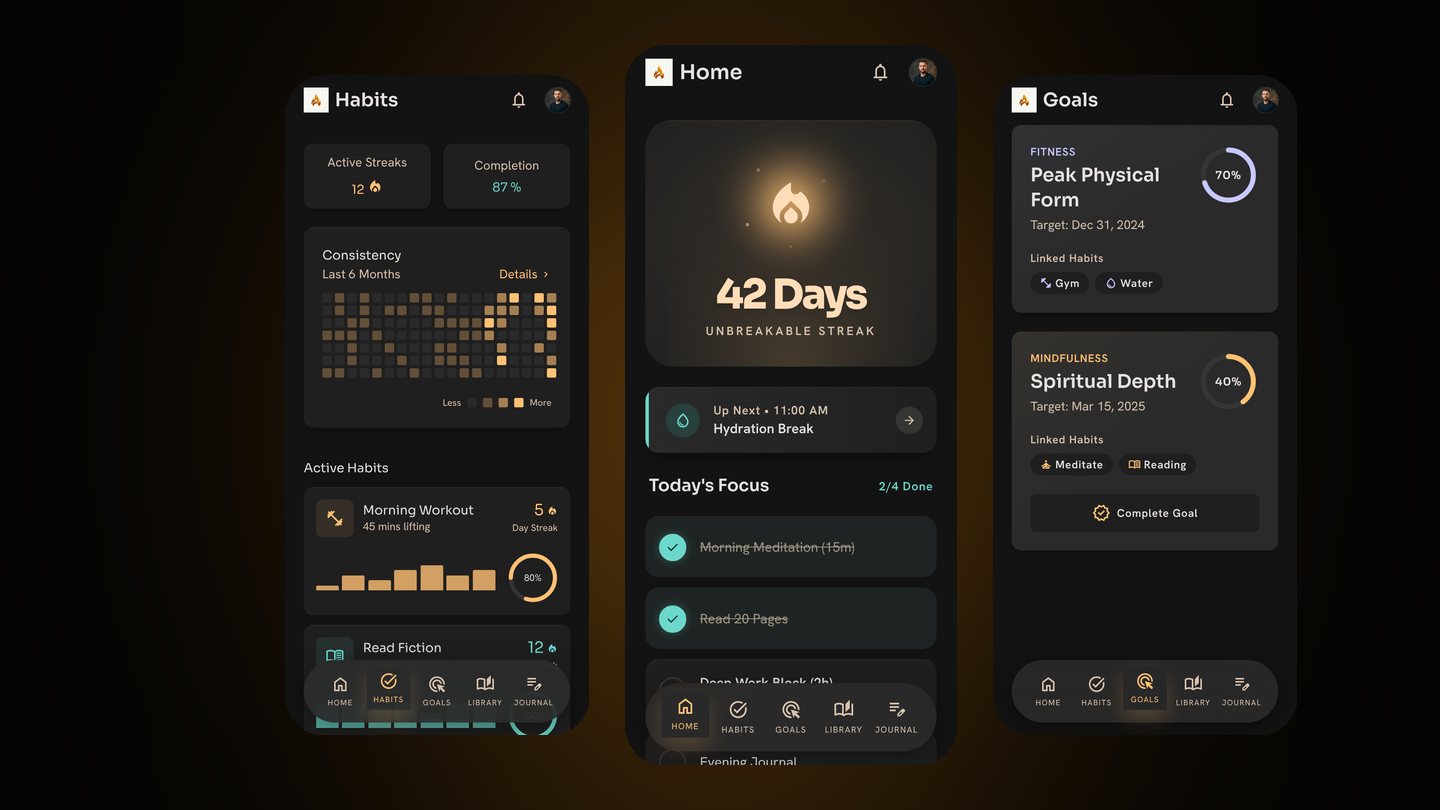 Habits
Active Streaks
12
Completion
87 %
Consistency
Last 6 Months
Details
Less
More
Active Habits
Morning Workout
45 mins lifting
5
Day Streak
80%
Read Fiction
12
HOME
HABITS
GOALS
LIBRARY
JOURNAL
Home
42 Days
UNBREAKABLE STREAK
Up Next • 11:00 AM
Hydration Break
Today's Focus
2/4 Done
Morning Meditation (15m)
Read 20 Pages
Deep Work Block (2h)
Evening Journal
HOME
HABITS
GOALS
LIBRARY
JOURNAL
Goals
FITNESS
Peak Physical
Form
70%
Target: Dec 31, 2024
Linked Habits
Gym
Water
MINDFULNESS
Spiritual Depth
40%
Target: Mar 15, 2025
Linked Habits
Meditate
Reading
Complete Goal
HOME
HABITS
GOALS
LIBRARY
JOURNAL